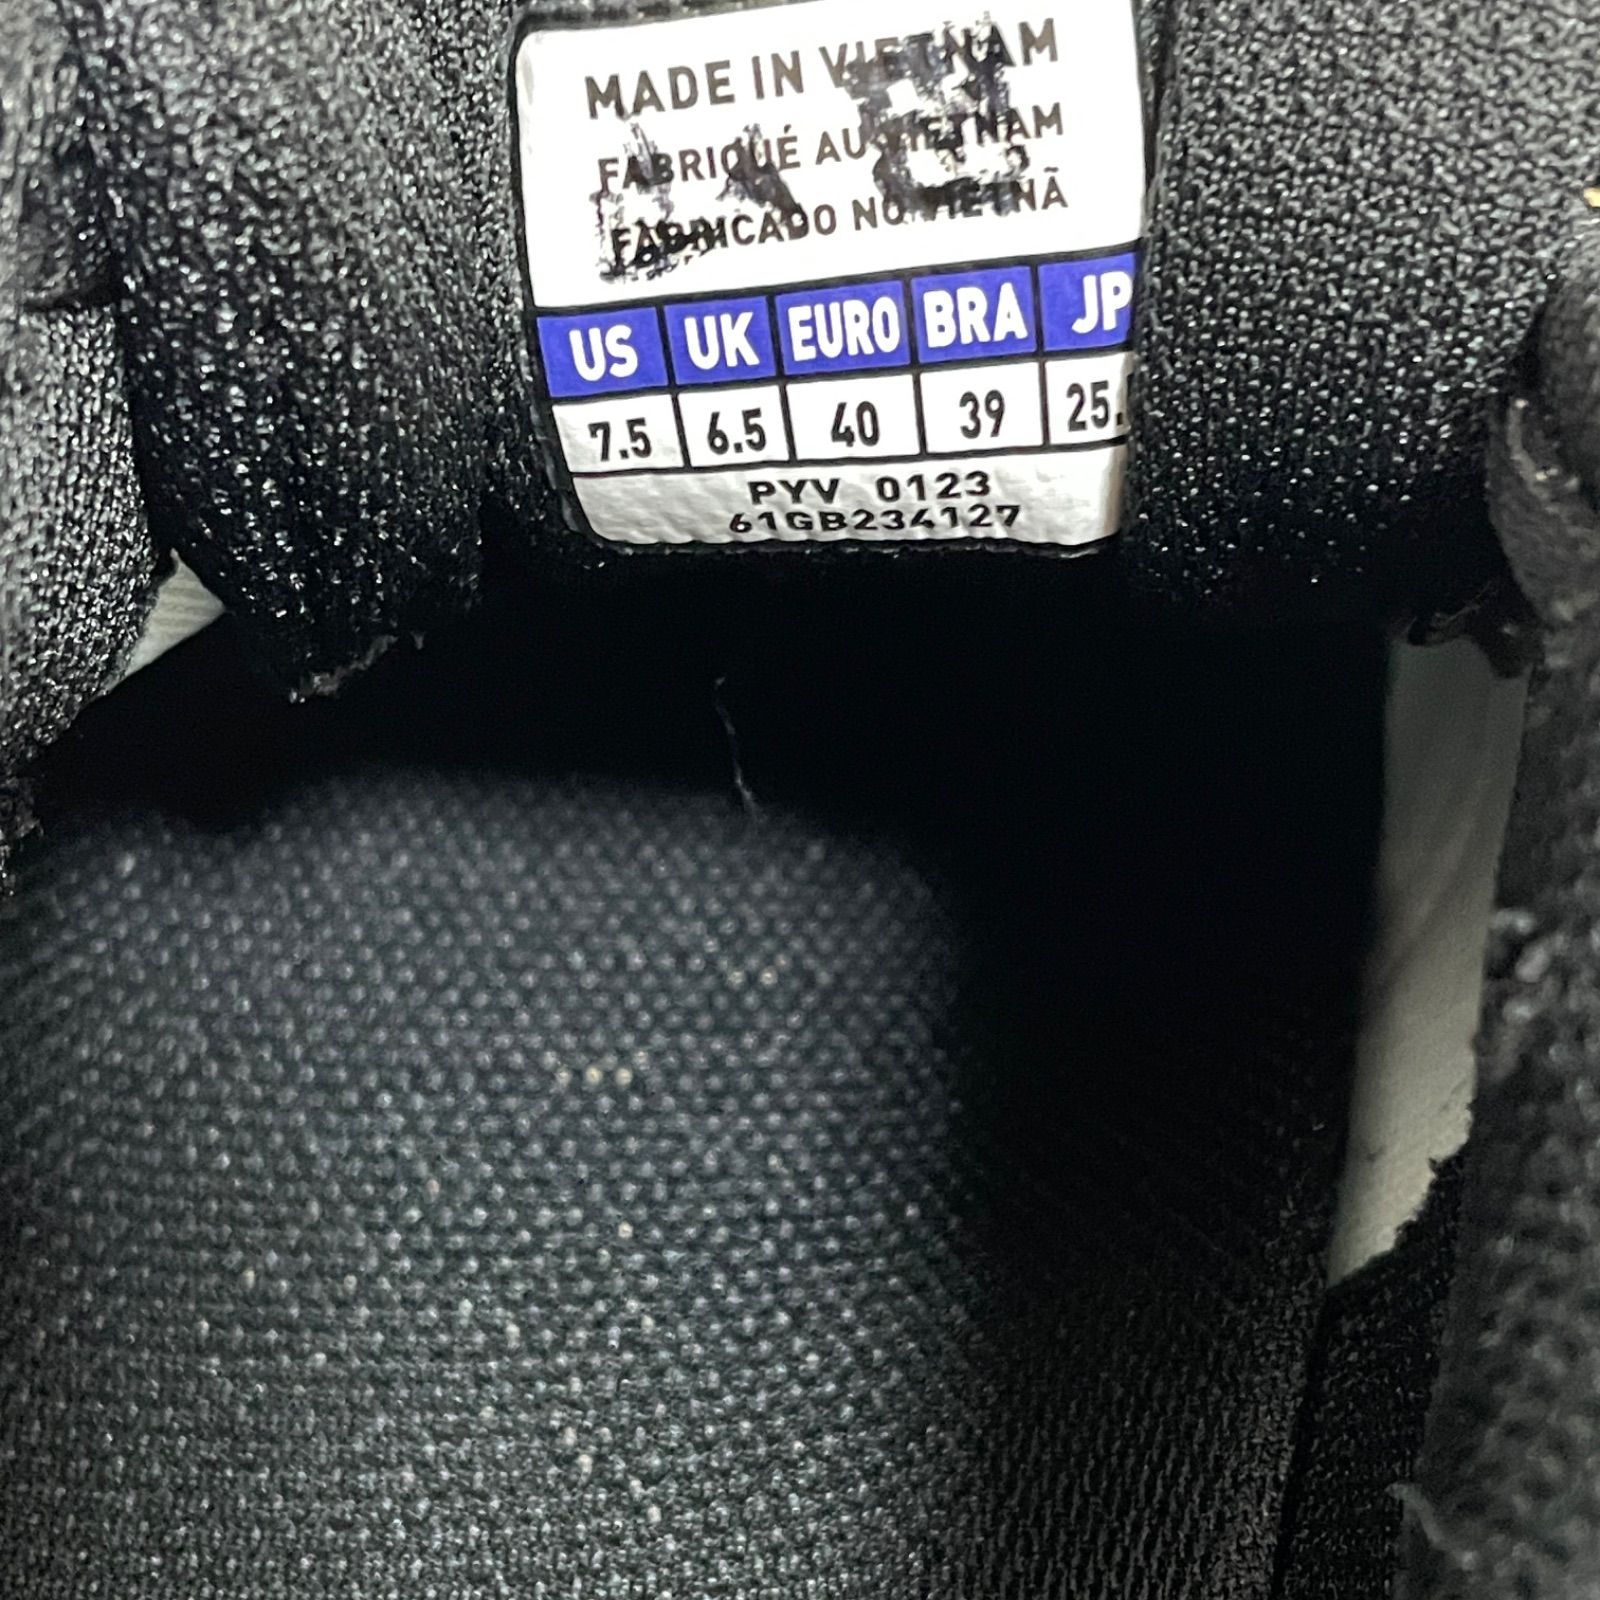 MADE IN VIETNAM
FABRIQUÉ AU VIETNAM
FABRICADO NO VIETNÃ
US UK EURO BRA JP
7.5 6.5 40 39 25.
PYV 0123
61GB234127